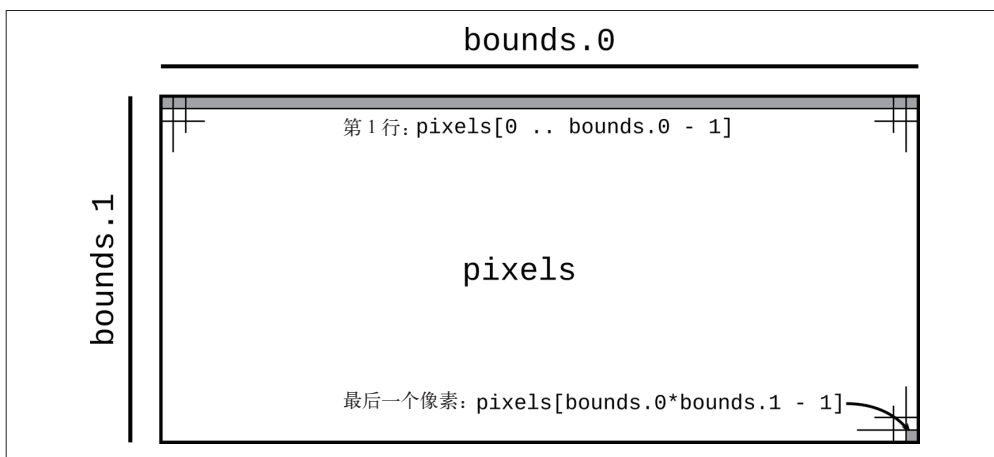 bounds.0
第 1 行：pixels[0 .. bounds.0 - 1]
bounds.1
pixels
最后一个像素：pixels[bounds.0*bounds.1 - 1]